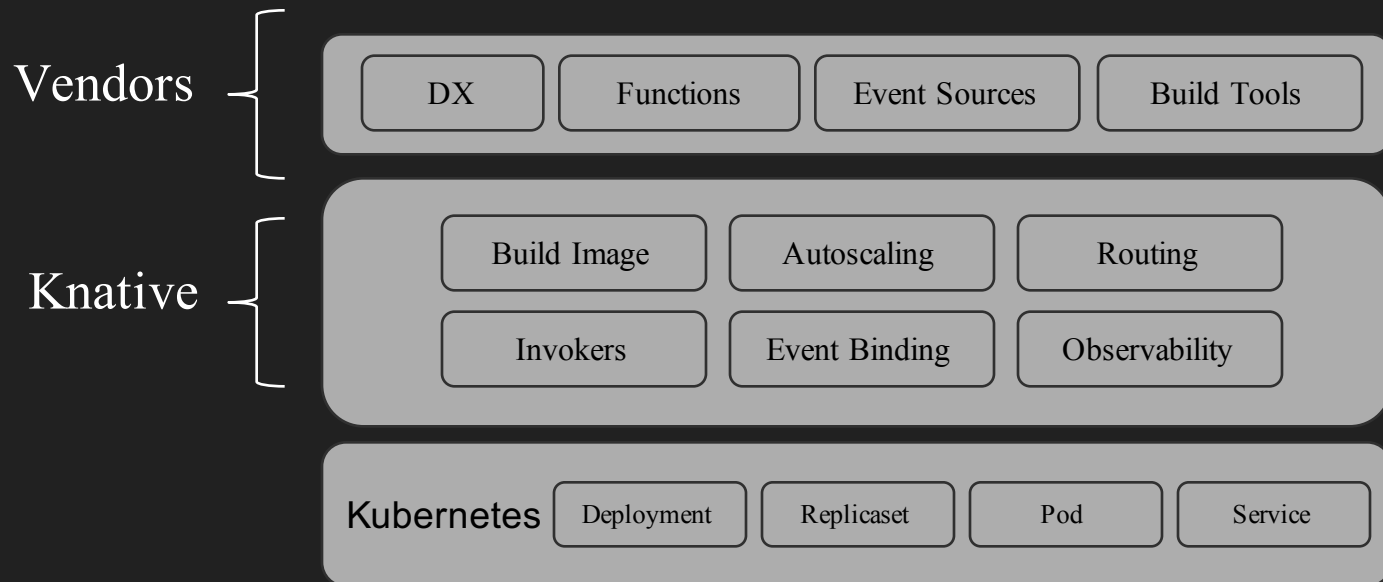 Vendors
DX Functions Event Sources Build Tools
Knative
Build Image Autoscaling Routing
Invokers Event Binding Observability
Kubernetes Deployment Replicaset Pod Service